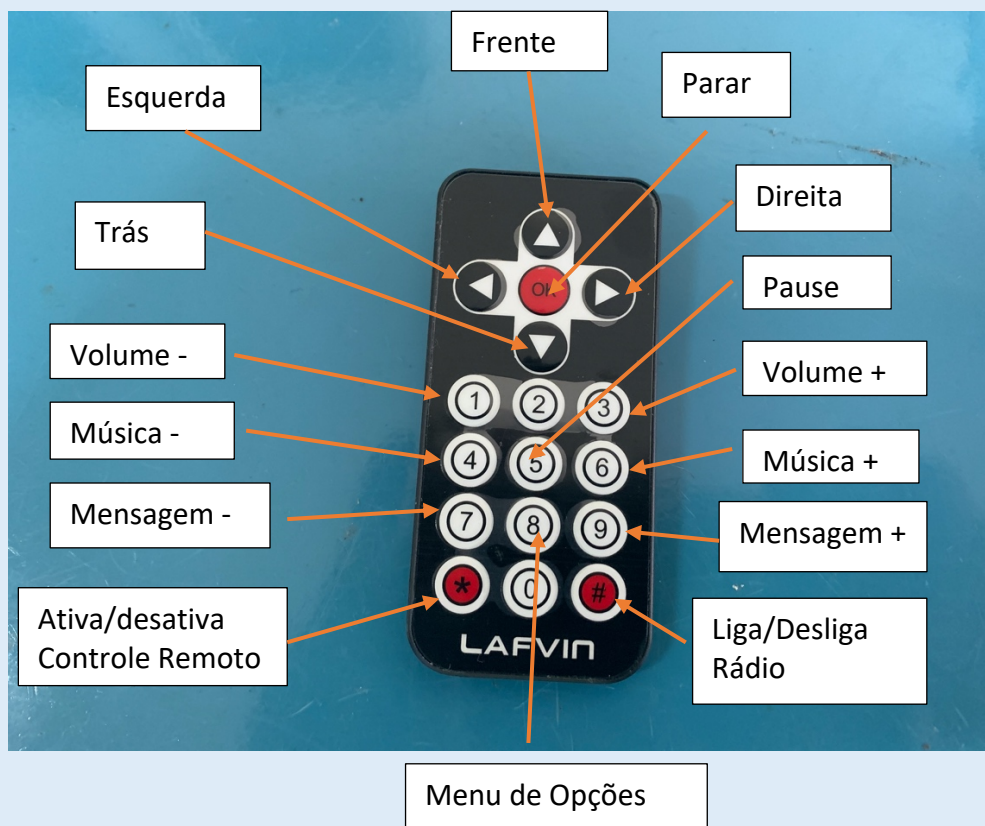 Frente
Parar
Esquerda
Direita
Trás
OK
Pause
Volume -
Volume +
1 2 3
Música -
4 5 6
Música +
Mensagem -
7 8 9
Mensagem +
* 0 #
Ativa/desativa
Controle Remoto
LAFVIN
Liga/Desliga
Rádio
Menu de Opções